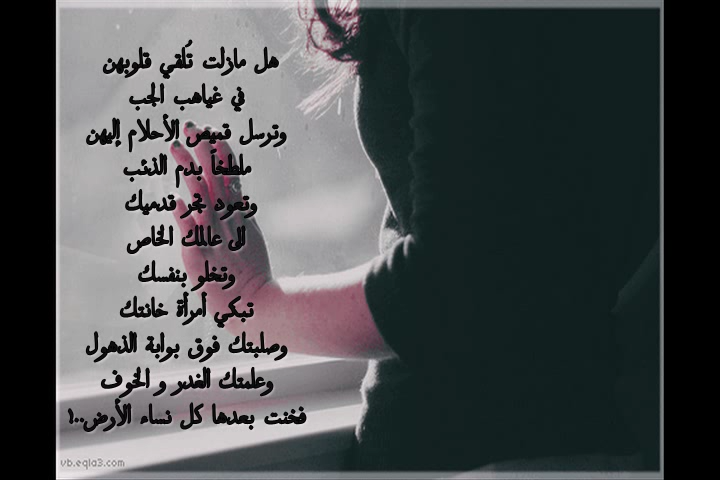 هل مازلت تُلقي قلوبهن
في غياهب الجب
وترسل قميص الأحلام إليهن
ملطخاً بدم الذئب
وتعود تجر قدميك
الى عالمك الخاص
وتخلو بنفسك
تبكي أمرأة خانتك
وصلبتك فوق بوابة الذهول
وعلمتك الغدر و الخوف
فخنت بعدها كل نساء الأرض..!
vb.eqla3.com